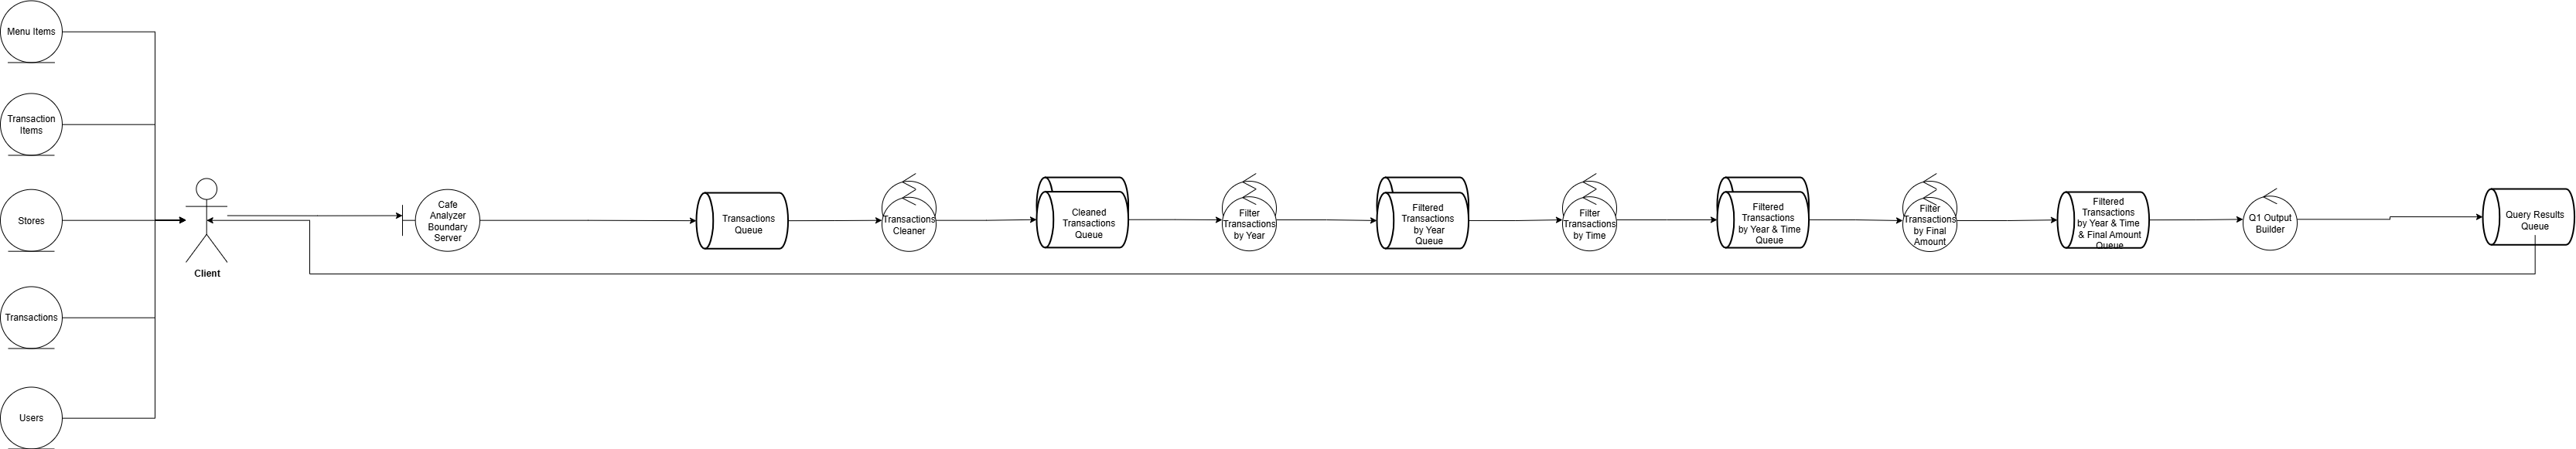 Menu Items
Transaction
Items
Stores
Transactions
Users
Client
Cafe
Analyzer
Boundary
Server
Transactions
Queue
Transactions
Cleaner
Cleaned
Transactions
Queue
Filter
Transactions
by Year
Filtered
Transactions
by Year
Queue
Filter
Transactions
by Time
Filtered
Transactions
by Year & Time
Queue
Filter
Transactions
by Final
Amount
Filtered
Transactions
by Year & Time
& Final Amount
Queue
Q1 Output
Builder
Query Results
Queue